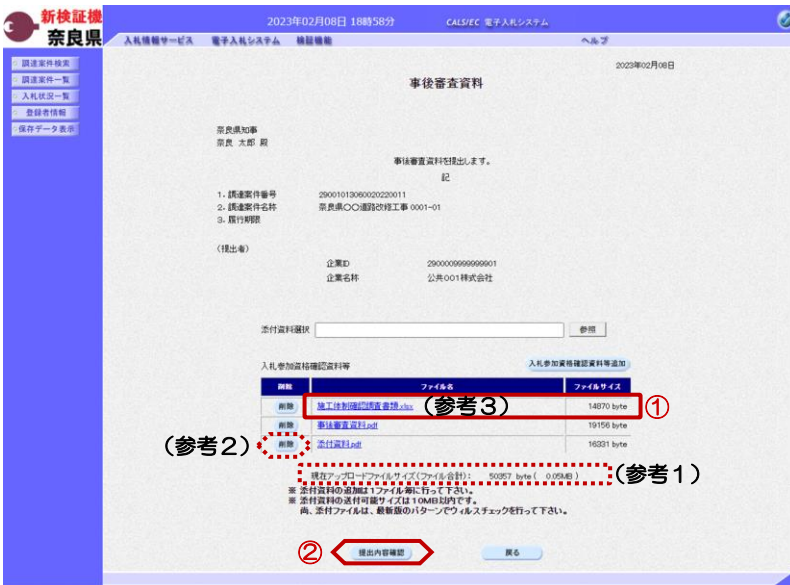 新検証機
奈良県
2023年02月08日 18時58分
CALS/EC 電子入札システム
入札情報サービス 電子入札システム 検証機能 ヘルプ
調達案件検索
調達案件一覧
入札状況一覧
登録者情報
保存データ表示
2023年02月08日
事後審査資料
奈良県知事
奈良 太郎 殿
事後審査資料を提出します。
記
1. 調達案件番号 29001013060020220011
2. 調達案件名称 奈良県〇〇道路改修工事 0001-01
3. 履行期限
(提出者)
企業ID 2900009999999901
企業名称 公共001株式会社
添付資料選択 参照
入札参加資格確認資料等 入札参加資格確認資料等追加
削除 ファイル名 ファイルサイズ
削除 施工体制確認調査書類.xlsx (参考3) 14870 byte ①
削除 事後審査資料.pdf 19156 byte
(参考2) 削除 添付資料.pdf 16331 byte
現在アップロードファイルサイズ(ファイル合計): 50357 byte ( 0.05MB ) (参考1)
※ 添付資料の追加は1ファイル毎に行って下さい。
※ 添付資料の送付可能サイズは10MB以内です。
尚、添付ファイルは、最新版のパターンでウィルスチェックを行って下さい。
② 提出内容確認 戻る